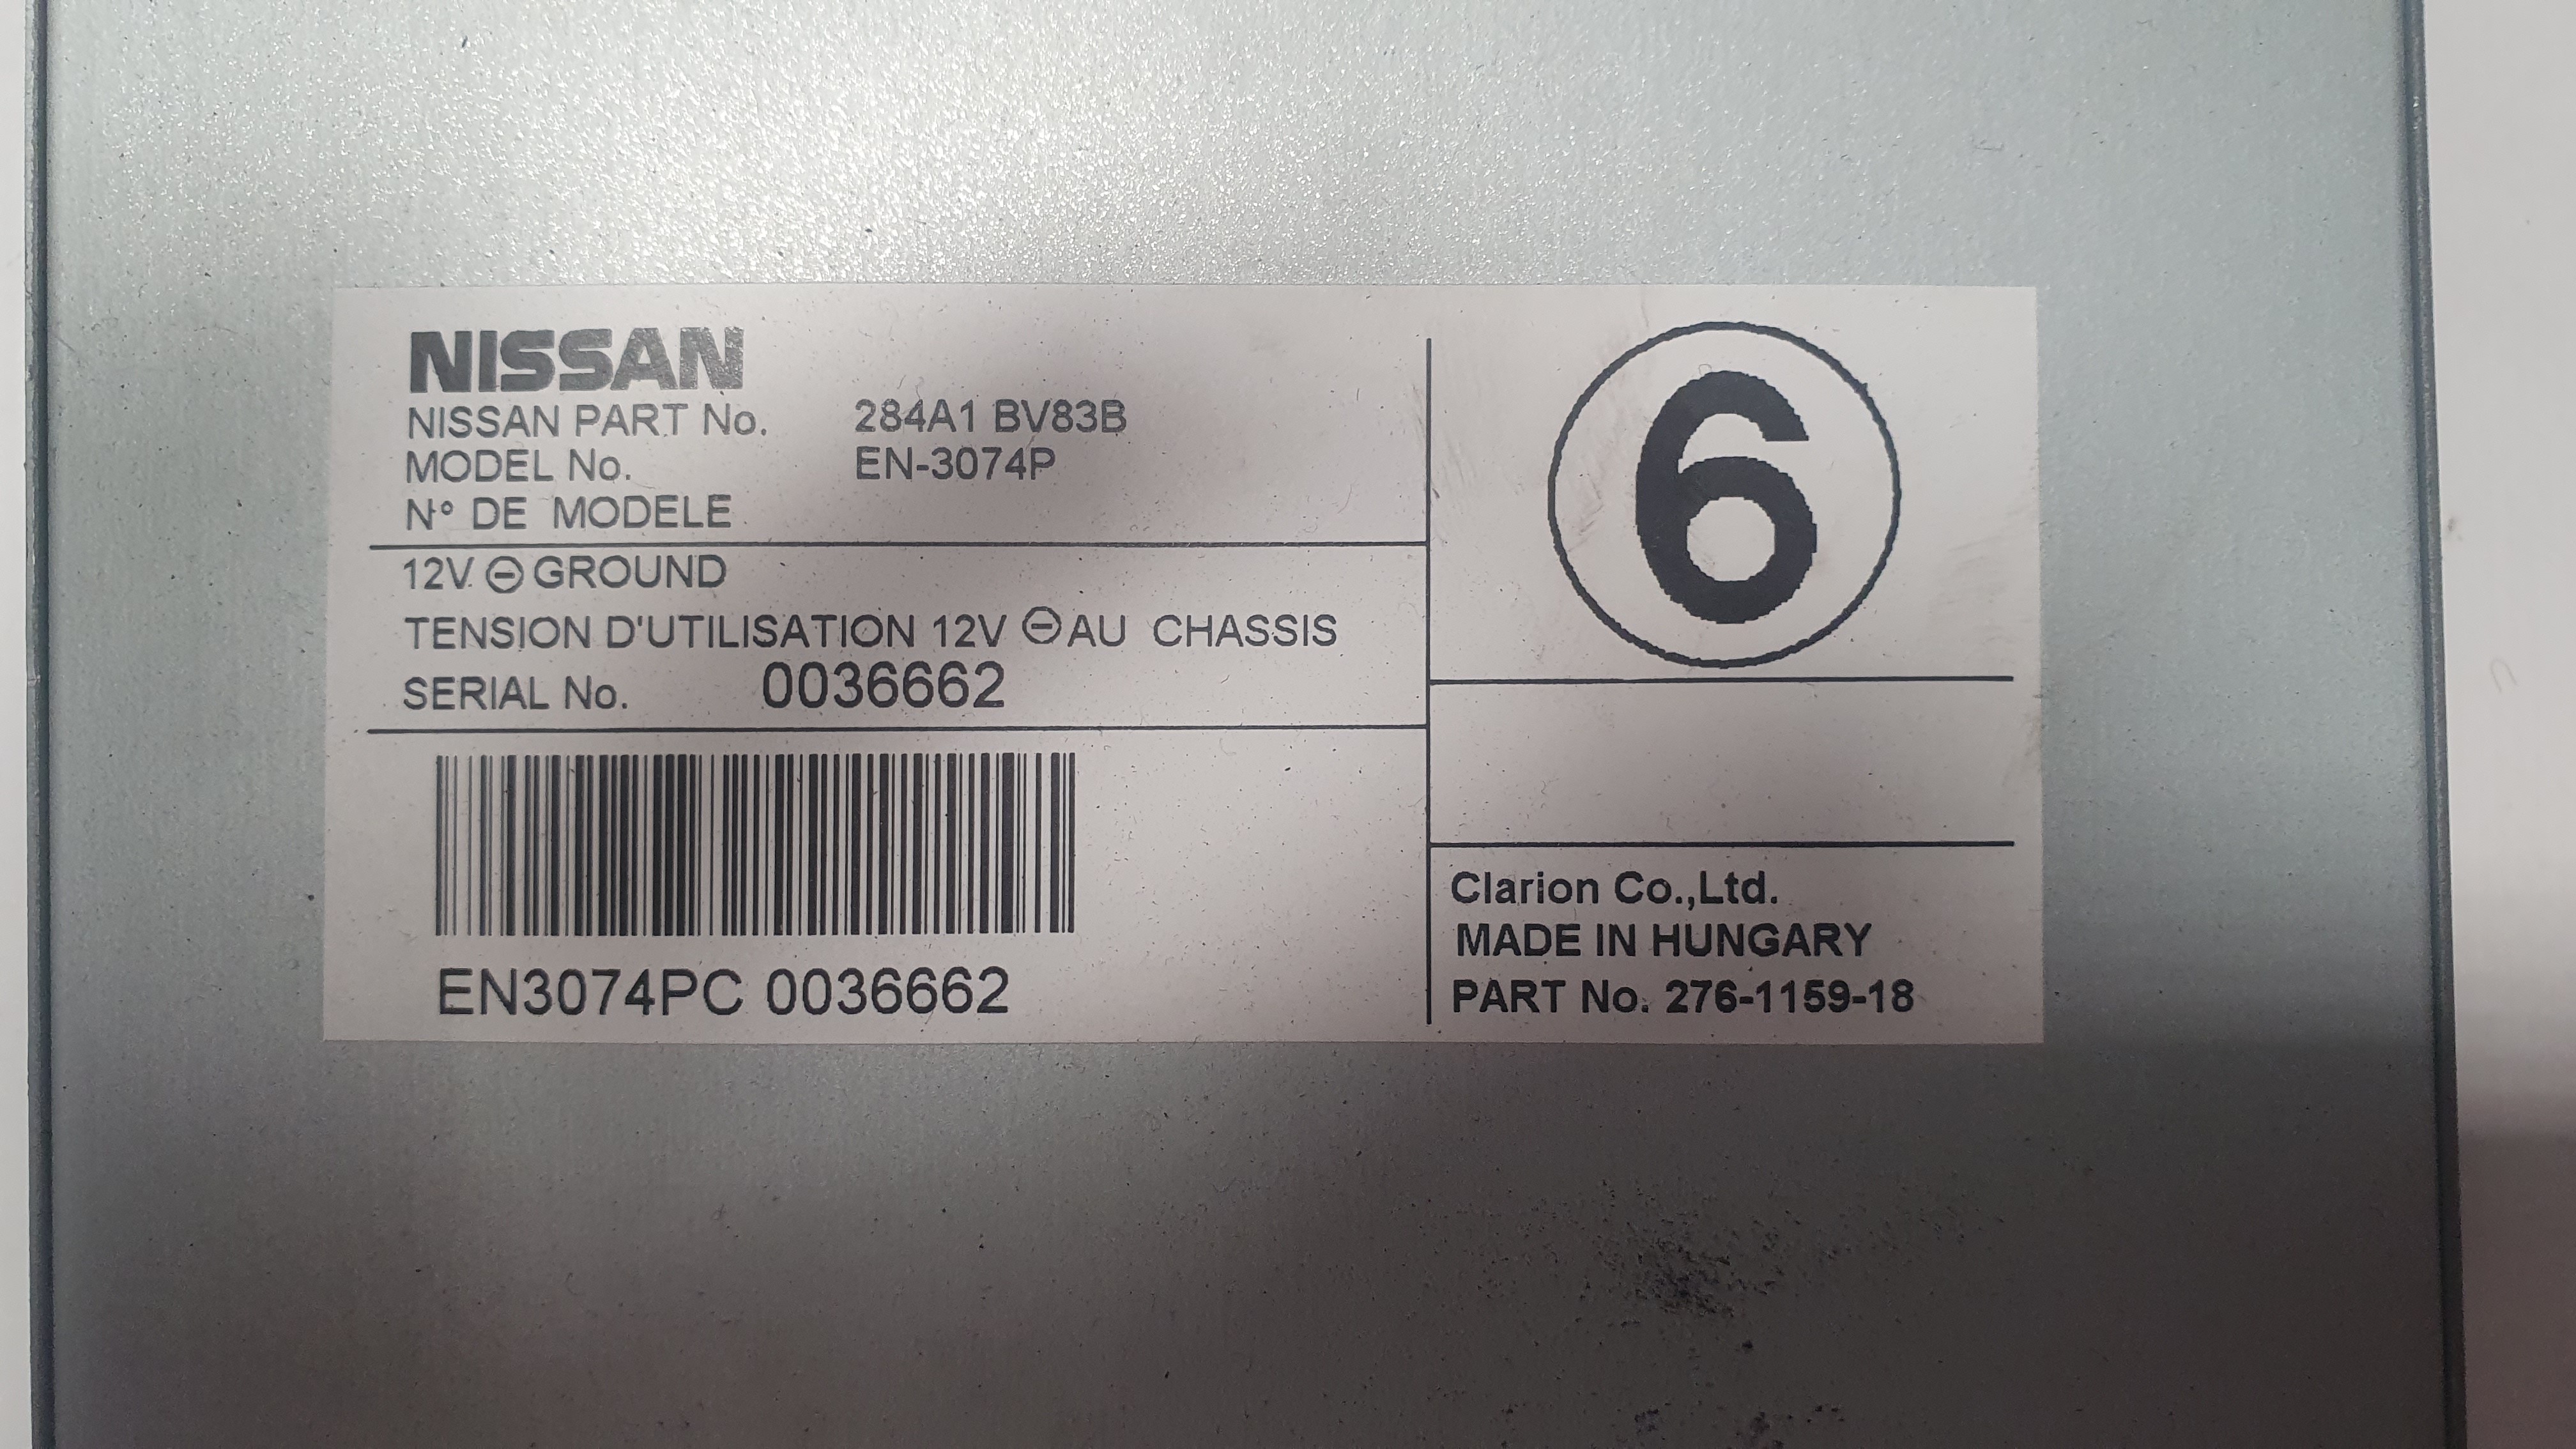 NISSAN
NISSAN PART No. 284A1 BV83B
MODEL No. EN-3074P
N° DE MODELE
12V ⊖ GROUND
TENSION D'UTILISATION 12V ⊖ AU CHASSIS
SERIAL No. 0036662
EN3074PC 0036662
6
Clarion Co.,Ltd.
MADE IN HUNGARY
PART No. 276-1159-18